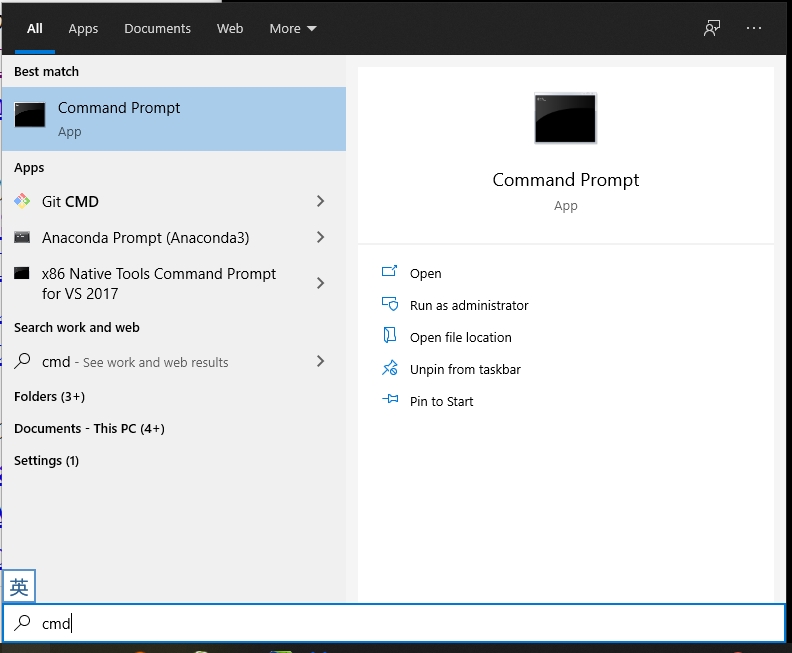 All Apps Documents Web More
Best match
Command Prompt
App
Apps
Git CMD
Anaconda Prompt (Anaconda3)
x86 Native Tools Command Prompt
for VS 2017
Search work and web
cmd - See work and web results
Folders (3+)
Documents - This PC (4+)
Settings (1)
Command Prompt
App
Open
Run as administrator
Open file location
Unpin from taskbar
Pin to Start
英
cmd